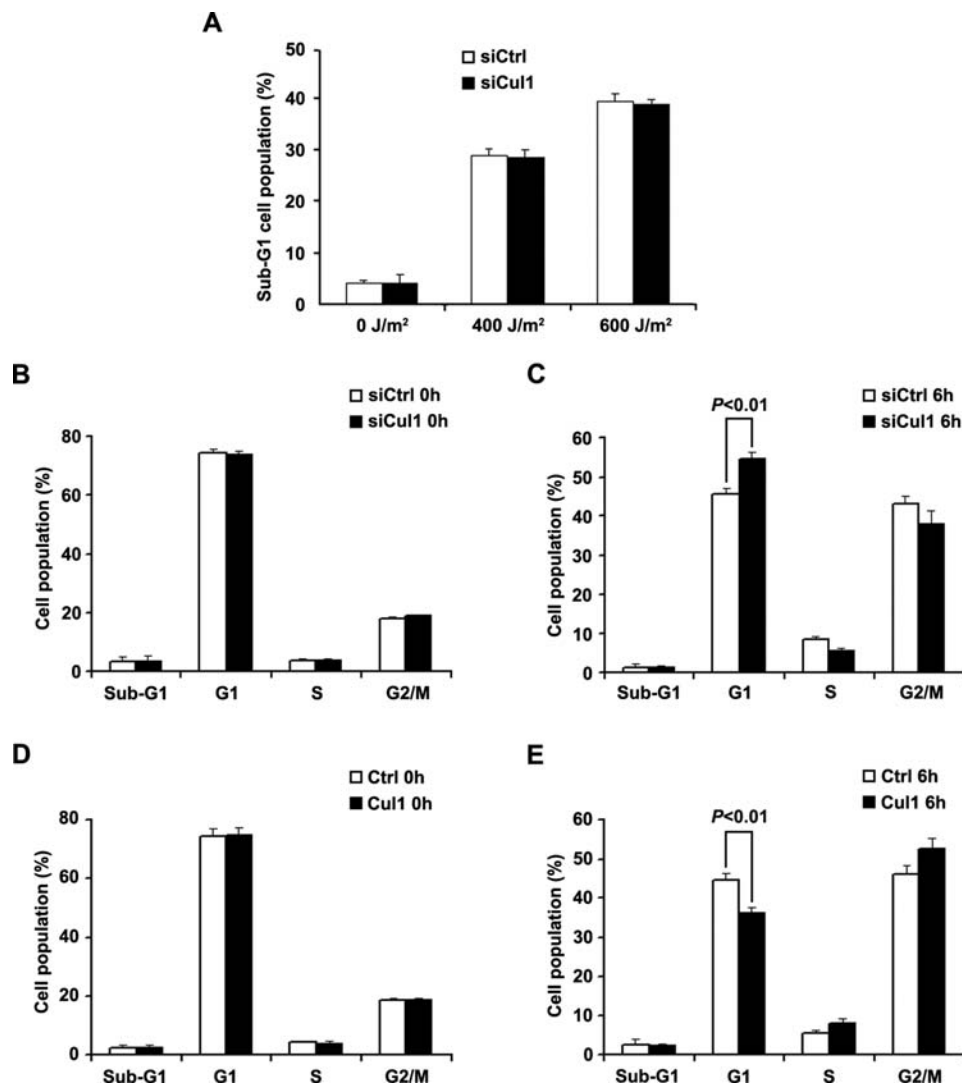 A
50
40
30
20
10
0
Sub-G1 cell population (%)
siCtrl
siCul1
0 J/m²
400 J/m²
600 J/m²
B
siCtrl 0h
siCul1 0h
80
60
40
20
0
Cell population (%)
Sub-G1
G1
S
G2/M
C
siCtrl 6h
siCul1 6h
P<0.01
60
50
40
30
20
10
0
Cell population (%)
Sub-G1
G1
S
G2/M
D
Ctrl 0h
Cul1 0h
80
60
40
20
0
Cell population (%)
Sub-G1
G1
S
G2/M
E
Ctrl 6h
Cul1 6h
P<0.01
60
50
40
30
20
10
0
Cell population (%)
Sub-G1
G1
S
G2/M